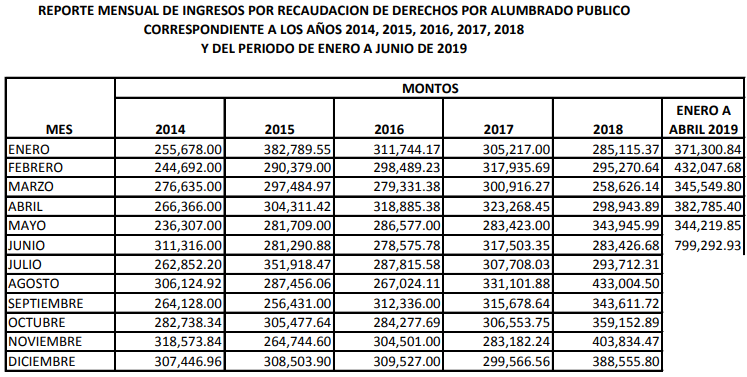 REPORTE MENSUAL DE INGRESOS POR RECAUDACION DE DERECHOS POR ALUMBRADO PUBLICO
CORRESPONDIENTE A LOS AÑOS 2014, 2015, 2016, 2017, 2018
Y DEL PERIODO DE ENERO A JUNIO DE 2019
MONTOS
MES 2014 2015 2016 2017 2018 ENERO A ABRIL 2019
ENERO 255,678.00 382,789.55 311,744.17 305,217.00 285,115.37 371,300.84
FEBRERO 244,692.00 290,379.00 298,489.23 317,935.69 295,270.64 432,047.68
MARZO 276,635.00 297,484.97 279,331.38 300,916.27 258,626.14 345,549.80
ABRIL 266,366.00 304,311.42 318,885.38 323,268.45 298,943.89 382,785.40
MAYO 236,307.00 281,709.00 286,577.00 283,423.00 343,945.99 344,219.85
JUNIO 311,316.00 281,290.88 278,575.78 317,503.35 283,426.68 799,292.93
JULIO 262,852.20 351,918.47 287,815.58 307,708.03 293,712.31
AGOSTO 306,124.92 287,456.06 267,024.11 331,101.88 433,004.50
SEPTIEMBRE 264,128.00 256,431.00 312,336.00 315,678.64 343,611.72
OCTUBRE 282,738.34 305,477.64 284,277.69 306,553.75 359,152.89
NOVIEMBRE 318,573.84 264,744.60 304,501.00 283,182.24 403,834.47
DICIEMBRE 307,446.96 308,503.90 309,527.00 299,566.56 388,555.80